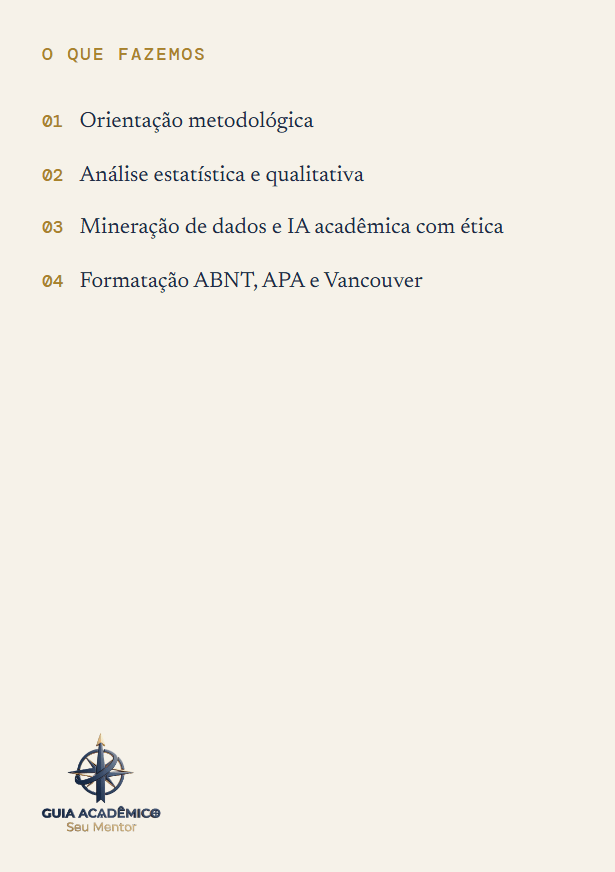 O QUE FAZEMOS
01 Orientação metodológica
02 Análise estatística e qualitativa
03 Mineração de dados e IA acadêmica com ética
04 Formatação ABNT, APA e Vancouver
GUIA ACADÊMICO
Seu Mentor